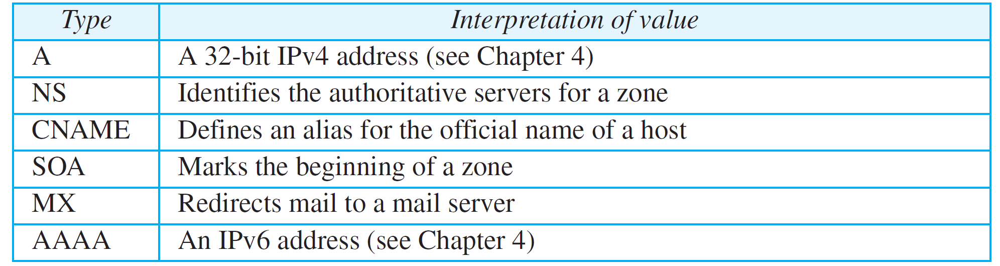 Type Interpretation of value
A A 32-bit IPv4 address (see Chapter 4)
NS Identifies the authoritative servers for a zone
CNAME Defines an alias for the official name of a host
SOA Marks the beginning of a zone
MX Redirects mail to a mail server
AAAA An IPv6 address (see Chapter 4)